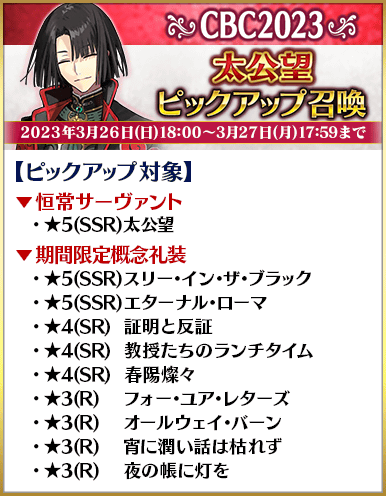 CBC2023
太公望
ピックアップ召喚
2023年3月26日(日)18:00～3月27日(月)17:59まで
【ピックアップ対象】
▼恒常サーヴァント
・★5(SSR)太公望
▼期間限定概念礼装
・★5(SSR)スリー・イン・ザ・ブラック
・★5(SSR)エターナル・ローマ
・★4(SR) 証明と反証
・★4(SR) 教授たちのランチタイム
・★4(SR) 春陽燦々
・★3(R) フォー・ユア・レターズ
・★3(R) オールウェイ・バーン
・★3(R) 宵に潤い話は枯れず
・★3(R) 夜の帳に灯を